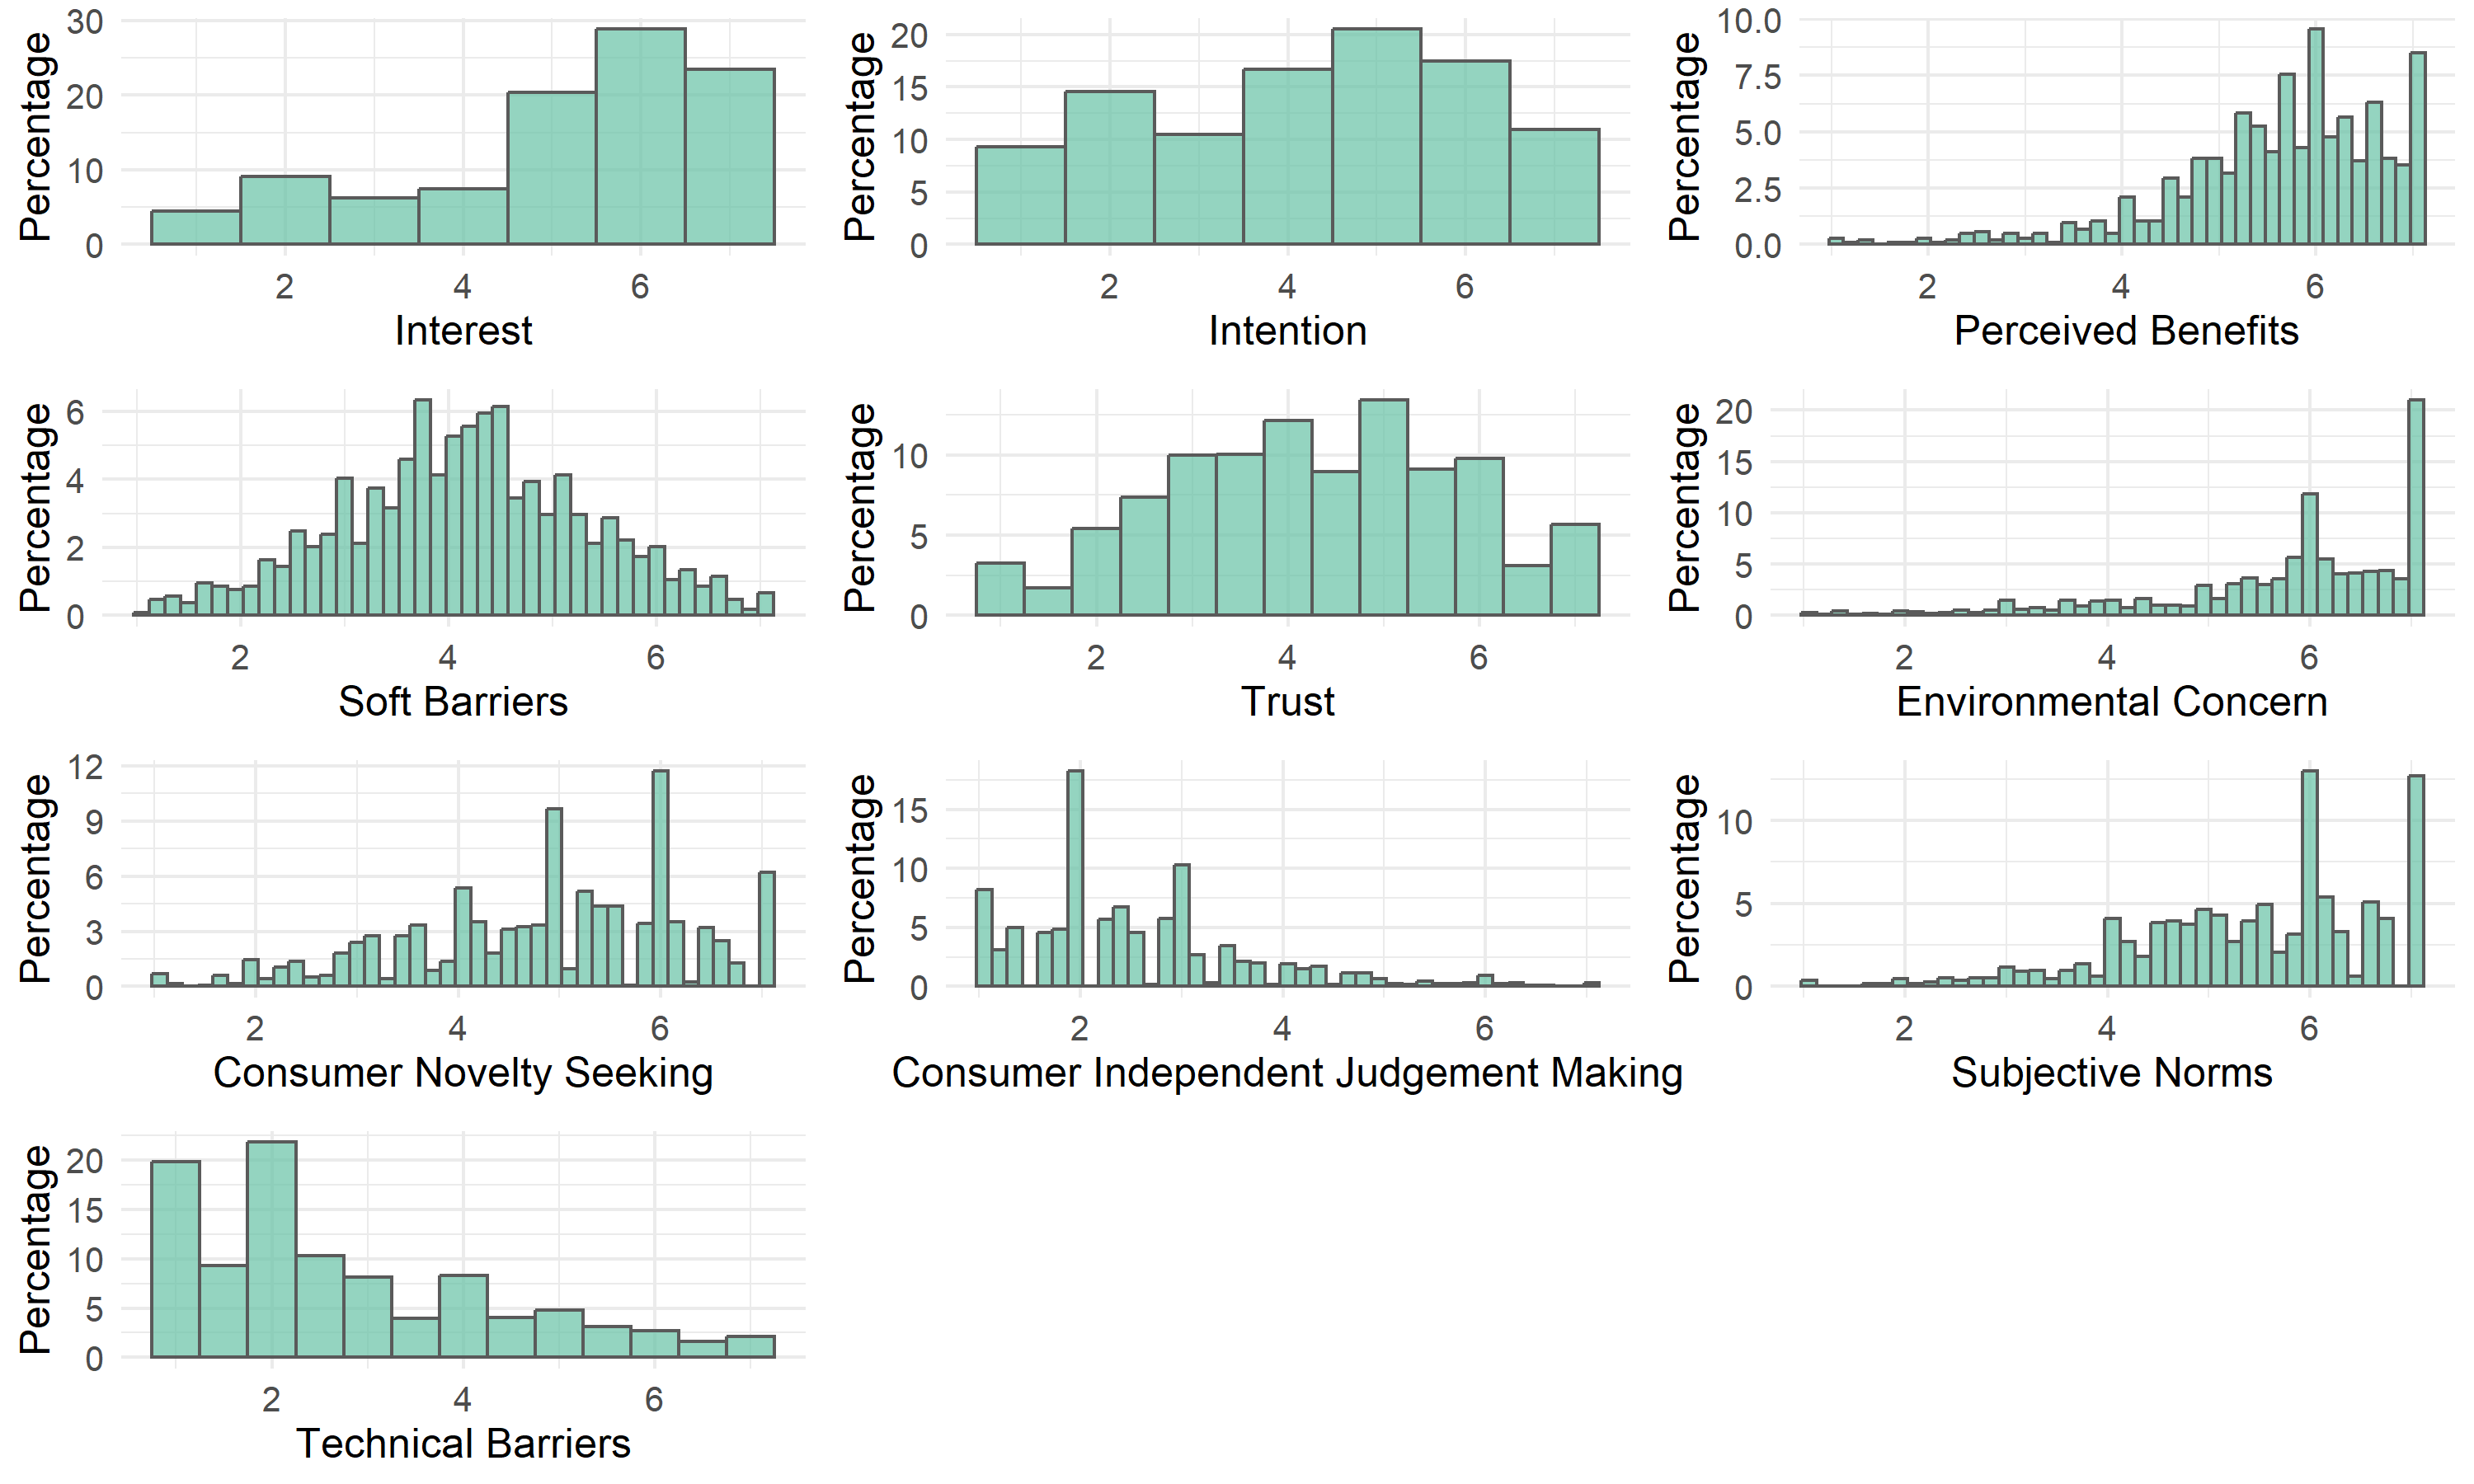 Percentage
30
20
10
0
2 4 6
Interest
Percentage
20
15
10
5
0
2 4 6
Intention
Percentage
10.0
7.5
5.0
2.5
0.0
2 4 6
Perceived Benefits
Percentage
6
4
2
0
2 4 6
Soft Barriers
Percentage
10
5
0
2 4 6
Trust
Percentage
20
15
10
5
0
2 4 6
Environmental Concern
Percentage
12
9
6
3
0
2 4 6
Consumer Novelty Seeking
Percentage
15
10
5
0
2 4 6
Consumer Independent Judgement Making
Percentage
10
5
0
2 4 6
Subjective Norms
Percentage
20
15
10
5
0
2 4 6
Technical Barriers